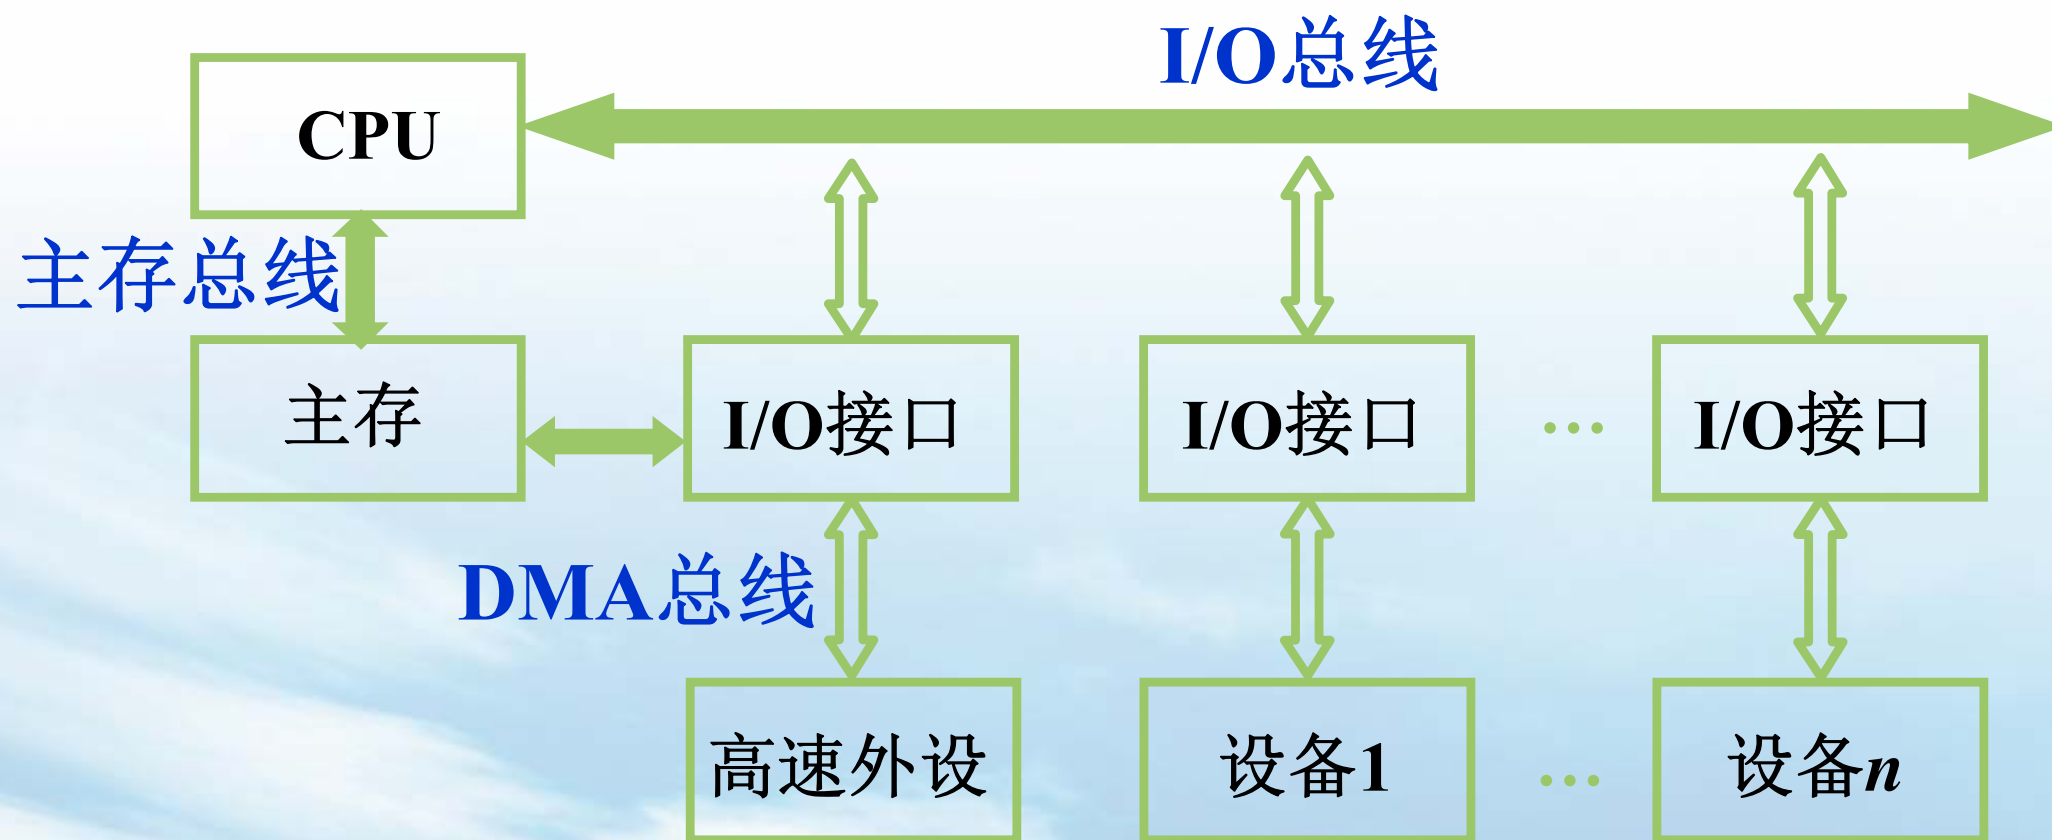 I/O总线
CPU
主存总线
主存
I/O接口
I/O接口
...
I/O接口
DMA总线
高速外设
设备1
...
设备n